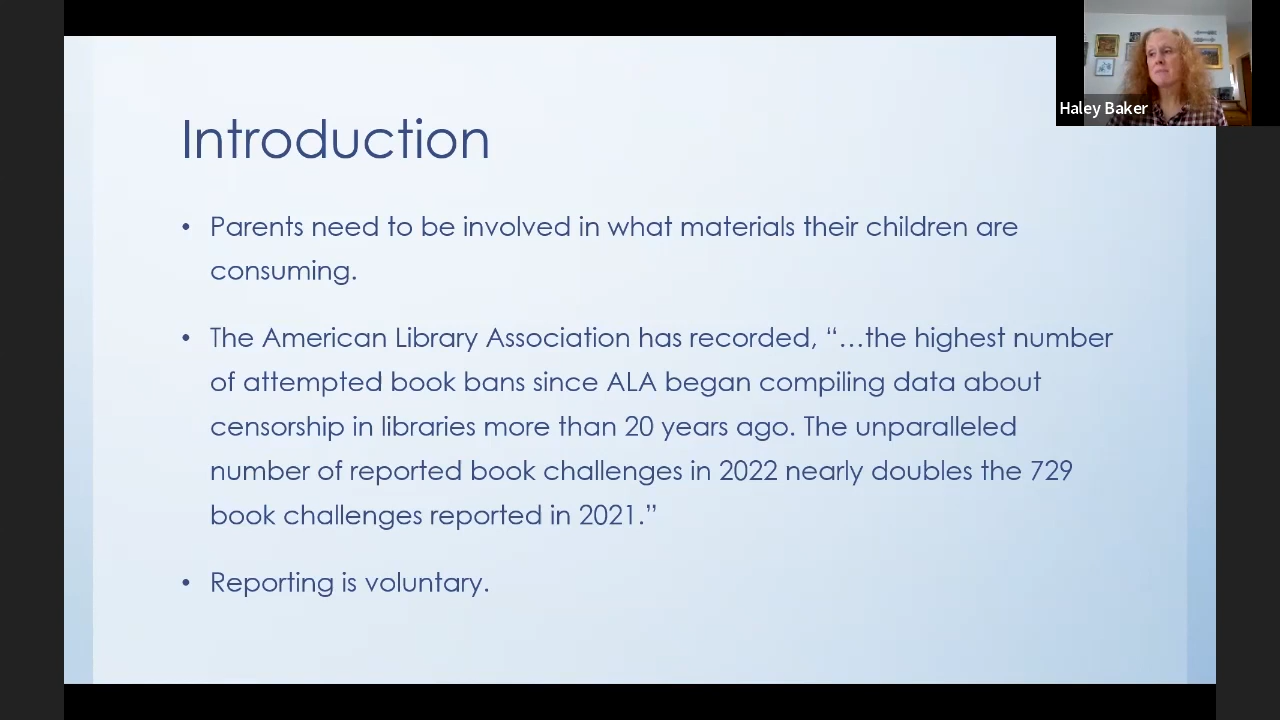 Haley Baker
Introduction
• Parents need to be involved in what materials their children are
consuming.
• The American Library Association has recorded, “…the highest number
of attempted book bans since ALA began compiling data about
censorship in libraries more than 20 years ago. The unparalleled
number of reported book challenges in 2022 nearly doubles the 729
book challenges reported in 2021.”
• Reporting is voluntary.